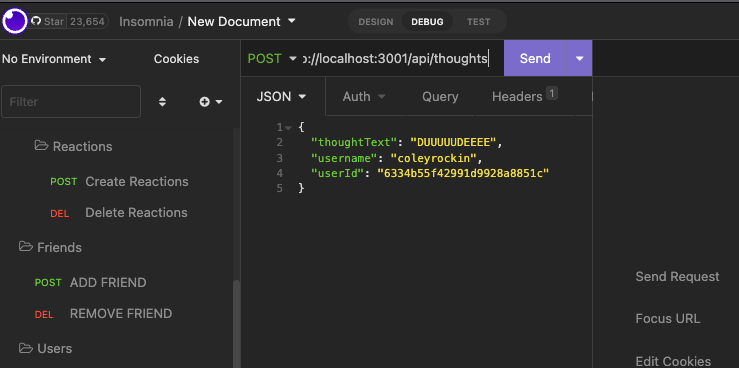 Star 23,654 Insomnia / New Document DESIGN DEBUG TEST
No Environment Cookies
POST p://localhost:3001/api/thoughts Send
Filter
JSON Auth Query Headers 1
Reactions
POST Create Reactions
DEL Delete Reactions
Friends
POST ADD FRIEND
DEL REMOVE FRIEND
Users
1 {
2 "thoughtText": "DUUUUUDEEEE",
3 "username": "coleyrockin",
4 "userId": "6334b55f42991d9928a8851c"
5 }
Send Request
Focus URL
Edit Cookies